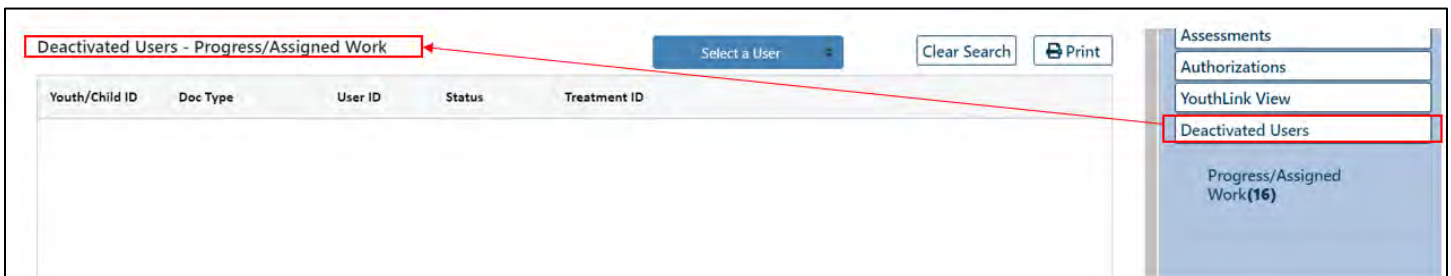 Deactivated Users - Progress/Assigned Work
Select a User
Clear Search
Print
Youth/Child ID Doc Type User ID Status Treatment ID
Assessments
Authorizations
YouthLink View
Deactivated Users
Progress/Assigned
Work(16)